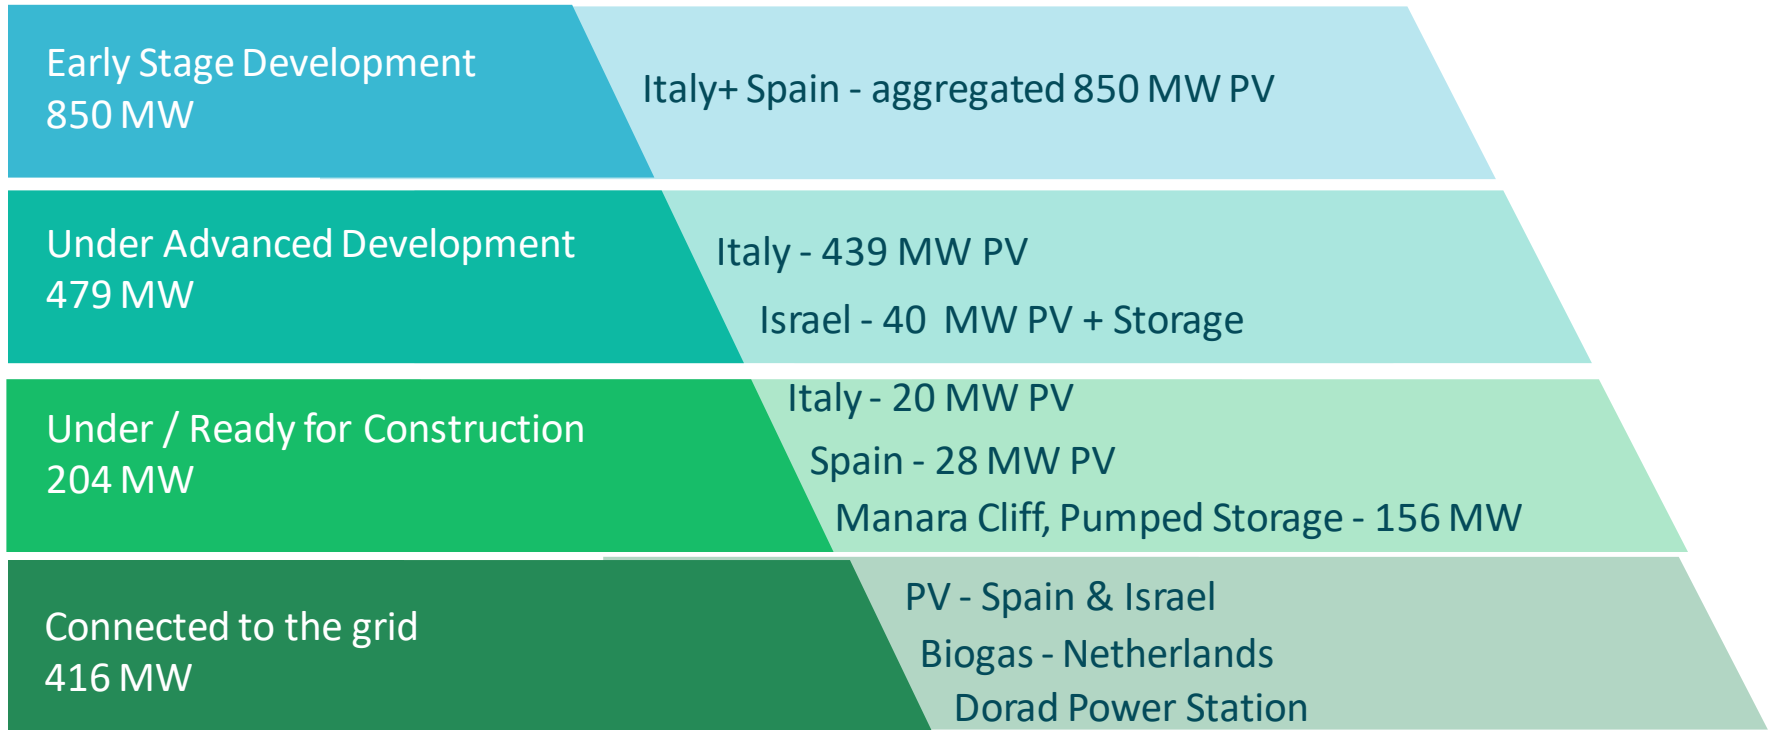 Early Stage Development
850 MW
Italy+ Spain - aggregated 850 MW PV
Under Advanced Development
479 MW
Italy - 439 MW PV
Israel - 40 MW PV + Storage
Under / Ready for Construction
204 MW
Italy - 20 MW PV
Spain - 28 MW PV
Manara Cliff, Pumped Storage - 156 MW
Connected to the grid
416 MW
PV - Spain & Israel
Biogas - Netherlands
Dorad Power Station